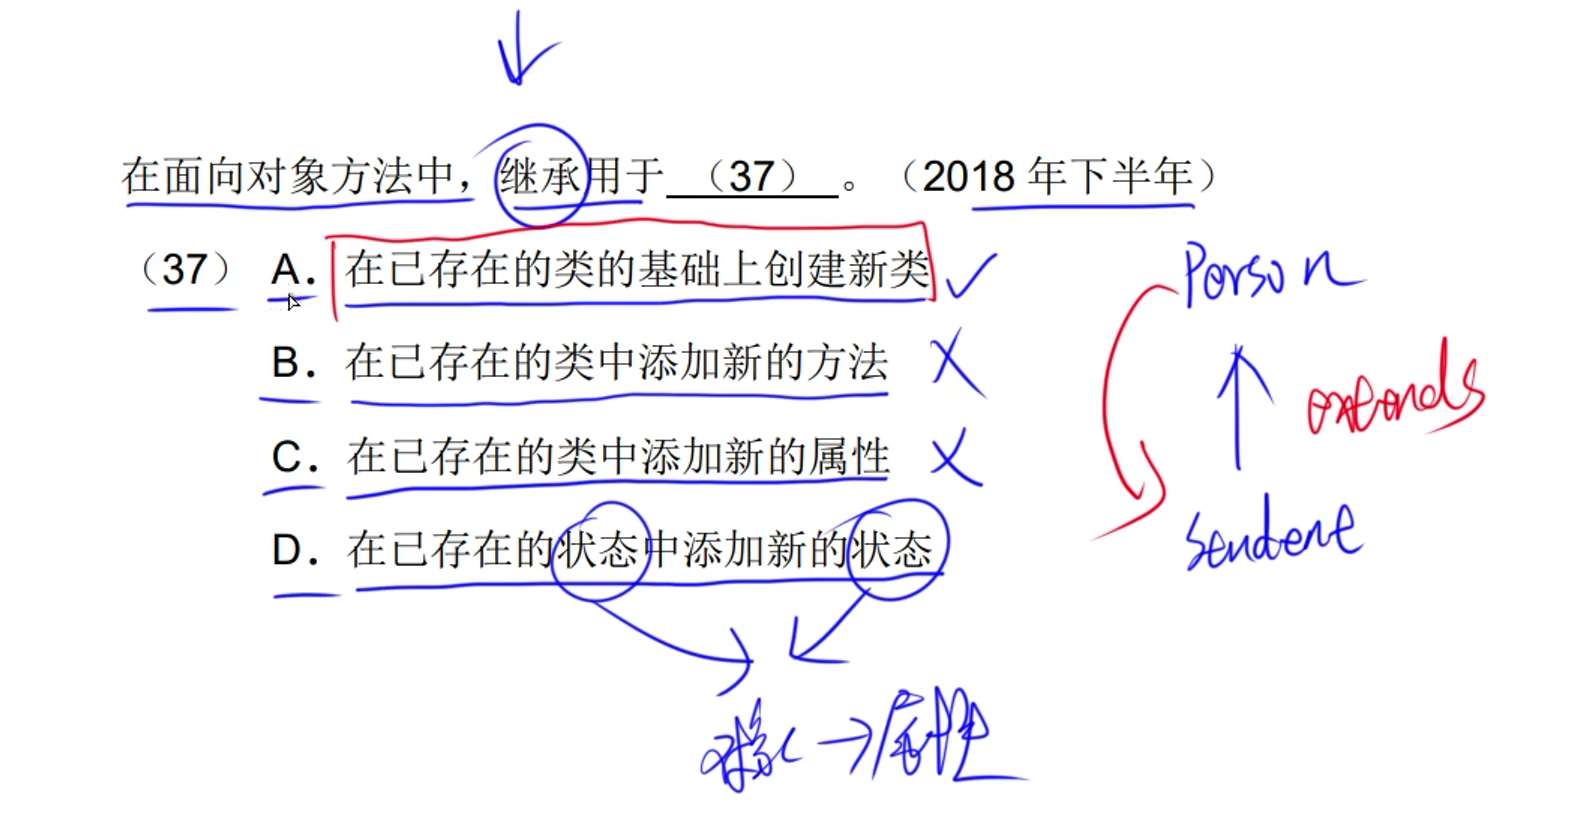 在面向对象方法中，继承用于 （37） 。（2018 年下半年）
（37） A. 在已存在的类的基础上创建新类
B. 在已存在的类中添加新的方法
C. 在已存在的类中添加新的属性
D. 在已存在的状态中添加新的状态
Person
extends
Sendent
对象→属性